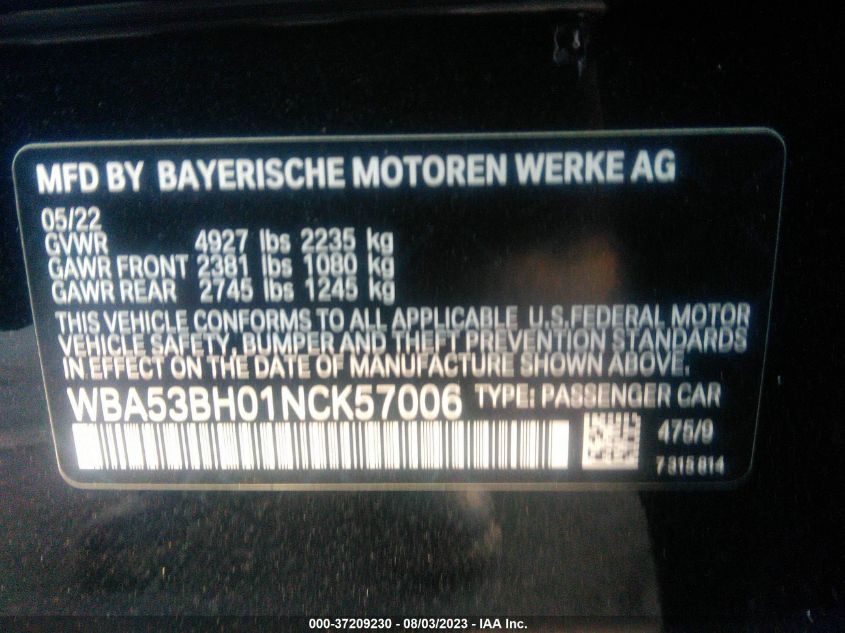 MFD BY BAYERISCHE MOTOREN WERKE AG
05/22
GVWR 4927 lbs 2235 kg
GAWR FRONT 2381 lbs 1080 kg
GAWR REAR 2745 lbs 1245 kg
THIS VEHICLE CONFORMS TO ALL APPLICABLE U.S.FEDERAL MOTOR
VEHICLE SAFETY, BUMPER AND THEFT PREVENTION STANDARDS
IN EFFECT ON THE DATE OF MANUFACTURE SHOWN ABOVE.
WBA53BH01NCK57006 TYPE: PASSENGER CAR
475/9
7 315 814
000-37209230 - 08/03/2023 - IAA Inc.